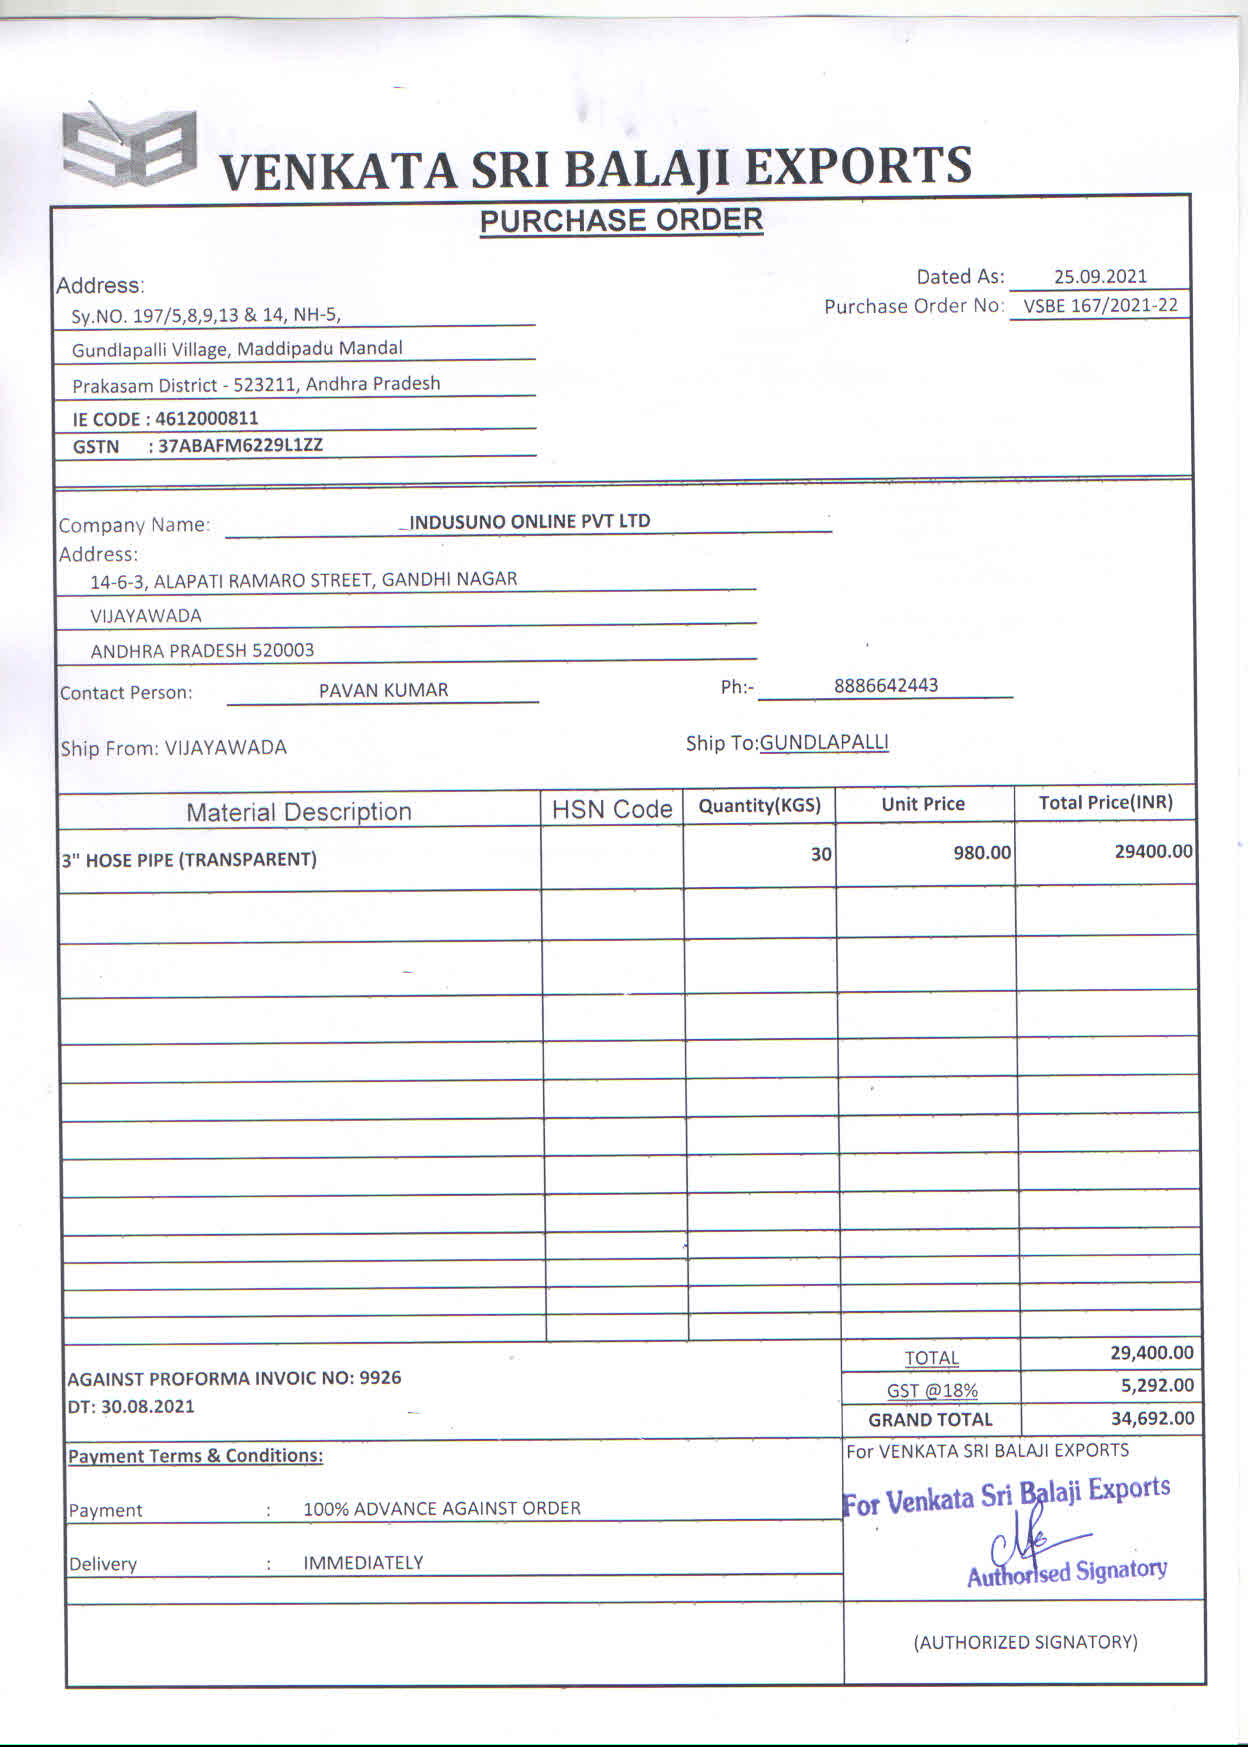 SB
VENKATA SRI BALAJI EXPORTS
PURCHASE ORDER
Address:
Dated As: 25.09.2021
Sy.NO. 197/5,8,9,13 & 14, NH-5,
Purchase Order No: VSBE 167/2021-22
Gundlapalli Village, Maddipadu Mandal
Prakasam District - 523211, Andhra Pradesh
IE CODE : 4612000811
GSTN : 37ABAFM6229L1ZZ
Company Name: _INDUSUNO ONLINE PVT LTD
Address:
14-6-3, ALAPATI RAMARO STREET, GANDHI NAGAR
VIJAYAWADA
ANDHRA PRADESH 520003
Contact Person: PAVAN KUMAR Ph:- 8886642443
Ship From: VIJAYAWADA Ship To:GUNDLAPALLI
Material Description HSN Code Quantity(KGS) Unit Price Total Price(INR)
3" HOSE PIPE (TRANSPARENT) 30 980.00 29400.00
TOTAL 29,400.00
AGAINST PROFORMA INVOIC NO: 9926
GST @18% 5,292.00
DT: 30.08.2021
GRAND TOTAL 34,692.00
Payment Terms & Conditions:
For VENKATA SRI BALAJI EXPORTS
For Venkata Sri Balaji Exports
Payment : 100% ADVANCE AGAINST ORDER
Delivery : IMMEDIATELY
Authorised Signatory
(AUTHORIZED SIGNATORY)